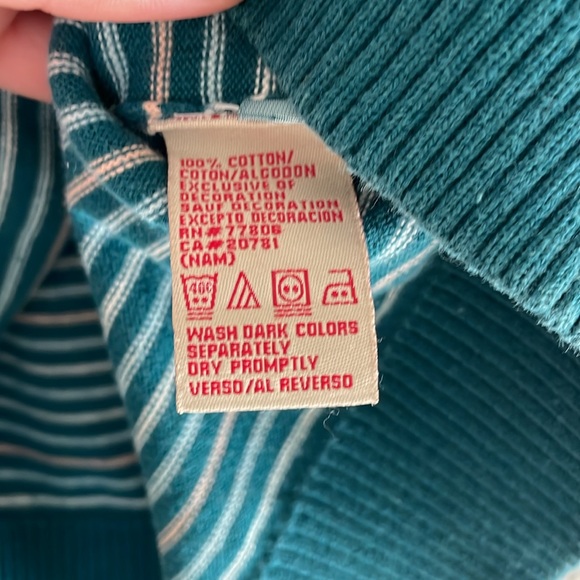 100% COTTON/
COTON/ALGODON
EXCLUSIVE OF
DECORATION
SAUF DECORATION
EXCEPTO DECORACION
RN# 77806
CA#20781
(NAM)
40C
WASH DARK COLORS
SEPARATELY
DRY PROMPTLY
VERSO/AL REVERSO